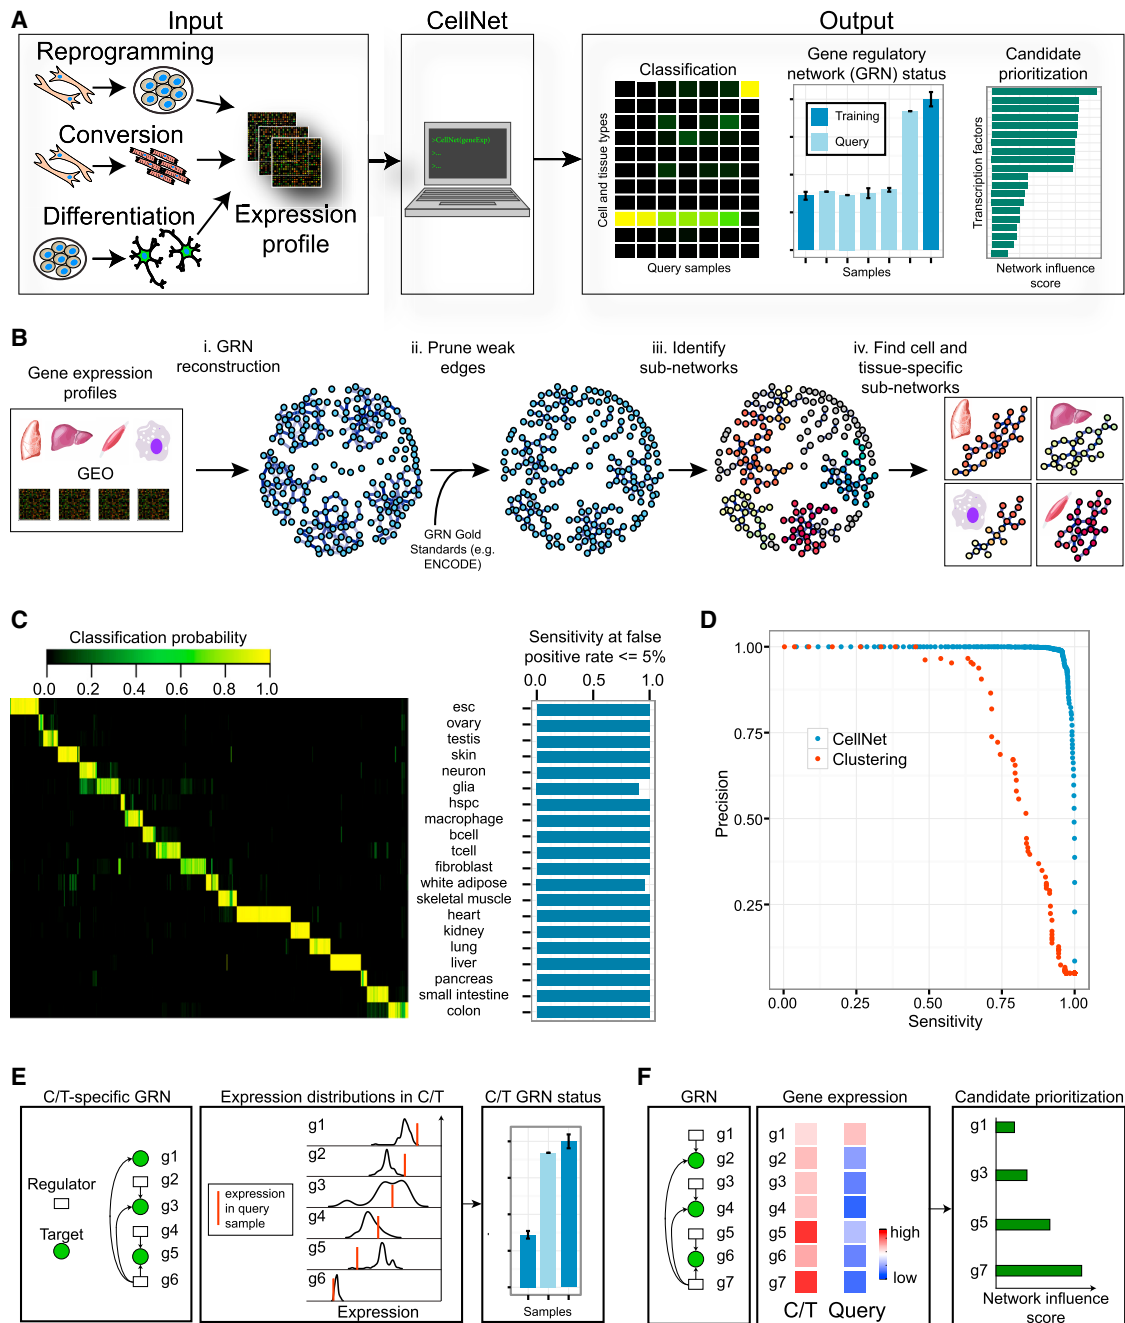 A
Input
CellNet
Output
Reprogramming
Conversion
Differentiation
Expression
profile
>CellNet(geneExp)
>...
>...
Classification
Cell and tissue types
Query samples
Gene regulatory
network (GRN) status
Training
Query
Samples
Candidate
prioritization
Transcription factors
Network influence
score
B
Gene expression
profiles
GEO
i. GRN
reconstruction
ii. Prune weak
edges
GRN Gold
Standards (e.g.
ENCODE)
iii. Identify
sub-networks
iv. Find cell and
tissue-specific
sub-networks
C
Classification probability
0.0 0.2 0.4 0.6 0.8 1.0
Sensitivity at false
positive rate <= 5%
0.0 0.5 1.0
esc
ovary
testis
skin
neuron
glia
hspc
macrophage
bcell
tcell
fibroblast
white adipose
skeletal muscle
heart
kidney
lung
liver
pancreas
small intestine
colon
D
1.00
0.75
0.50
0.25
Precision
CellNet
Clustering
0.00 0.25 0.50 0.75 1.00
Sensitivity
E
C/T-specific GRN
Regulator
Target
g1
g2
g3
g4
g5
g6
Expression distributions in C/T
expression
in query
sample
g1
g2
g3
g4
g5
g6
Expression
C/T GRN status
Samples
F
GRN
g1
g2
g3
g4
g5
g6
g7
Gene expression
g1
g2
g3
g4
g5
g6
g7
C/T Query
high
low
Candidate prioritization
g1
g3
g5
g7
Network influence
score